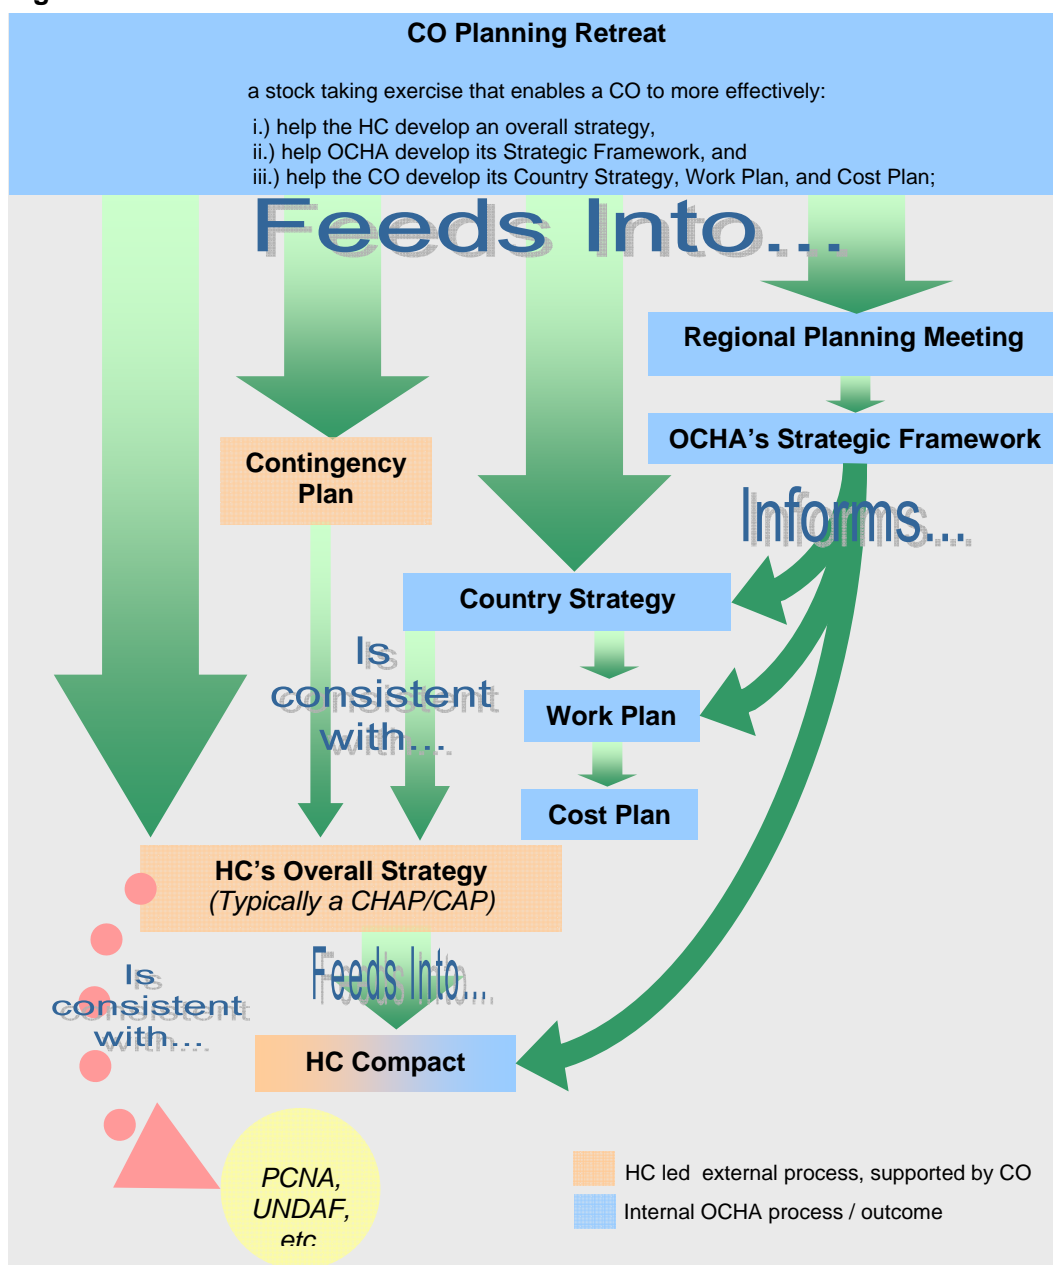 CO Planning Retreat
a stock taking exercise that enables a CO to more effectively:
i.) help the HC develop an overall strategy,
ii.) help OCHA develop its Strategic Framework, and
iii.) help the CO develop its Country Strategy, Work Plan, and Cost Plan;
Feeds Into...
Regional Planning Meeting
OCHA’s Strategic Framework
Contingency
Plan
Informs...
Country Strategy
Is
consistent
with...
Work Plan
Cost Plan
HC’s Overall Strategy
(Typically a CHAP/CAP)
Feeds Into...
Is
consistent
with...
HC Compact
PCNA,
UNDAF,
etc
HC led external process, supported by CO
Internal OCHA process / outcome